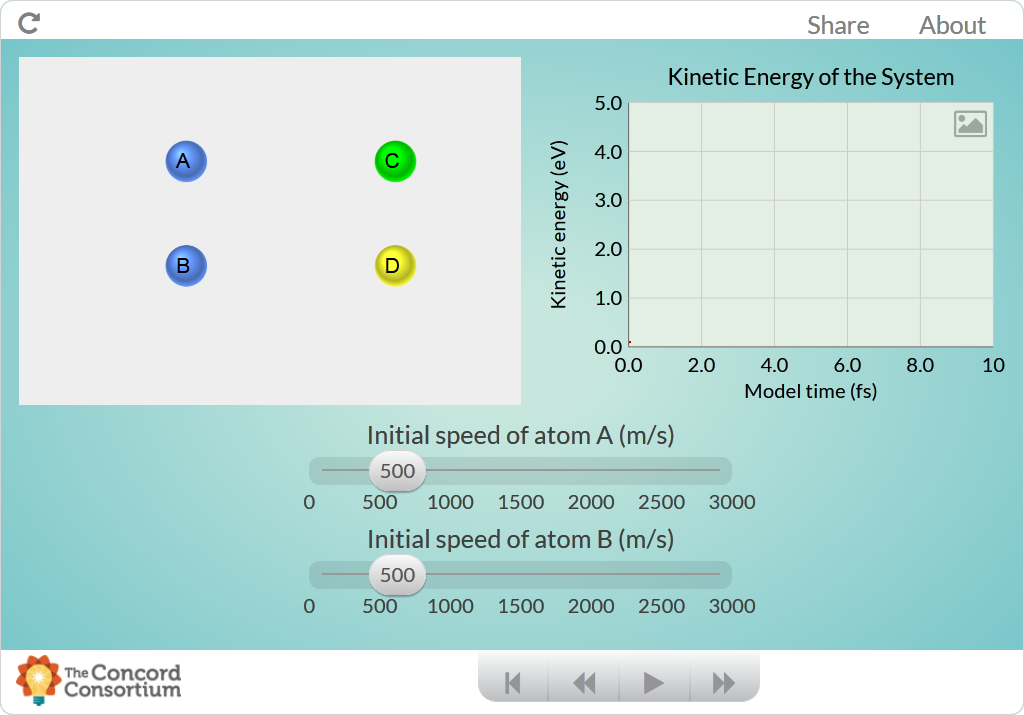 Share About
A
C
B
D
Kinetic Energy of the System
Kinetic energy (eV)
5.0
4.0
3.0
2.0
1.0
0.0
0.0 2.0 4.0 6.0 8.0 10
Model time (fs)
Initial speed of atom A (m/s)
500
0 500 1000 1500 2000 2500 3000
Initial speed of atom B (m/s)
500
0 500 1000 1500 2000 2500 3000
The Concord
Consortium